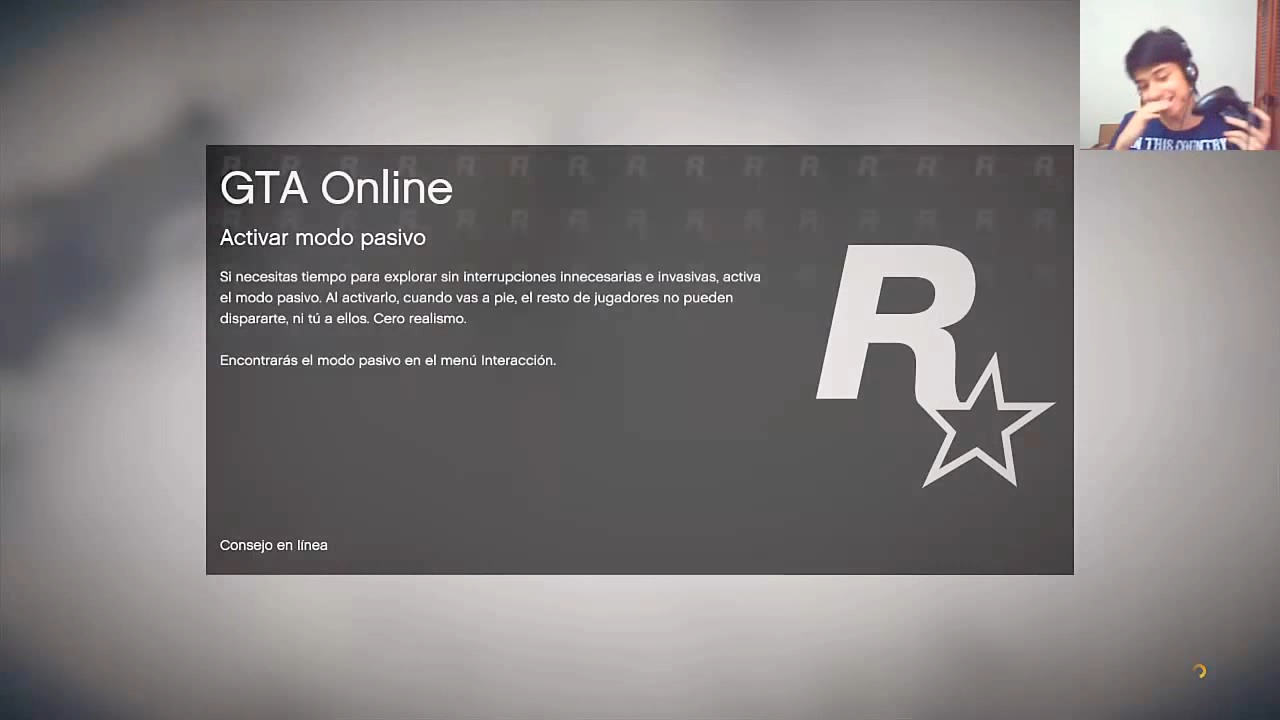 GTA Online
Activar modo pasivo
Si necesitas tiempo para explorar sin interrupciones innecesarias e invasivas, activa
el modo pasivo. Al activarlo, cuando vas a pie, el resto de jugadores no pueden
dispararte, ni tú a ellos. Cero realismo.
Encontrarás el modo pasivo en el menú Interacción.
R
Consejo en línea
THIS COUNTRY